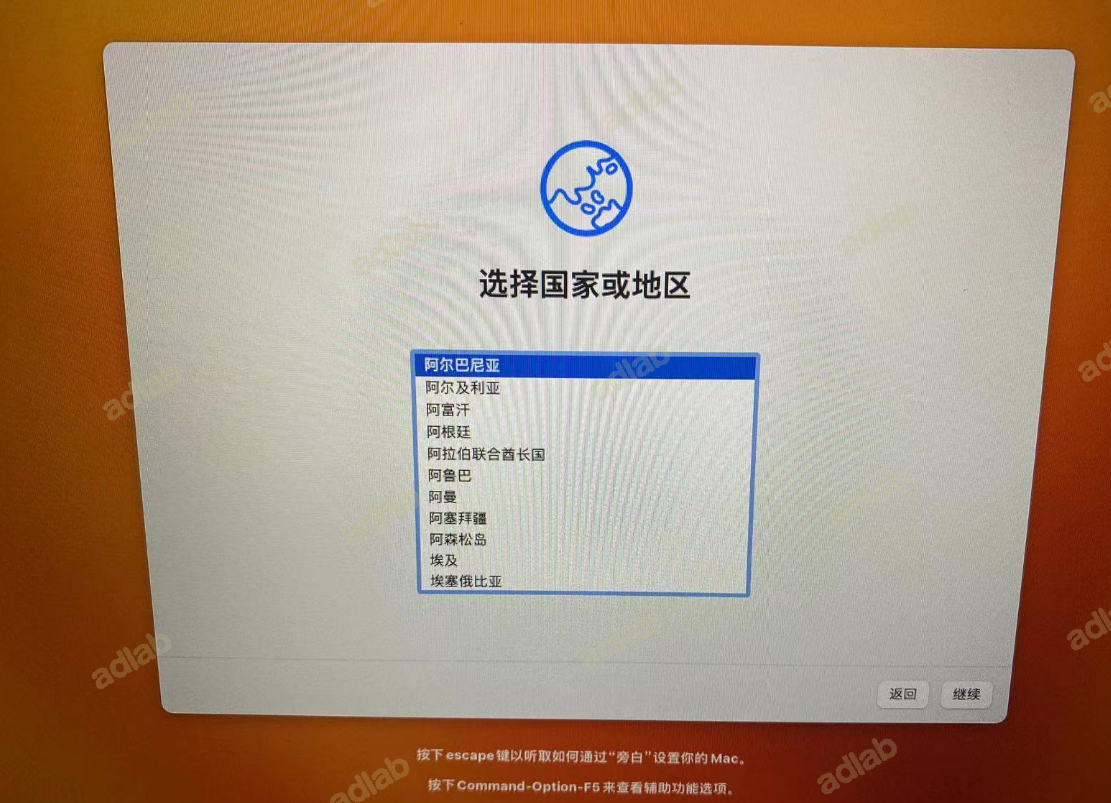 选择国家或地区
阿尔巴尼亚
阿尔及利亚
阿富汗
阿根廷
阿拉伯联合酋长国
阿鲁巴
阿曼
阿塞拜疆
阿森松岛
埃及
埃塞俄比亚
返回
继续
按下 escape 键以听取如何通过“旁白”设置你的 Mac。
按下 Command-Option-F5 来查看辅助功能选项。
adlab
adlab
adlab
adlab
adlab
adlab
adlab
adlab